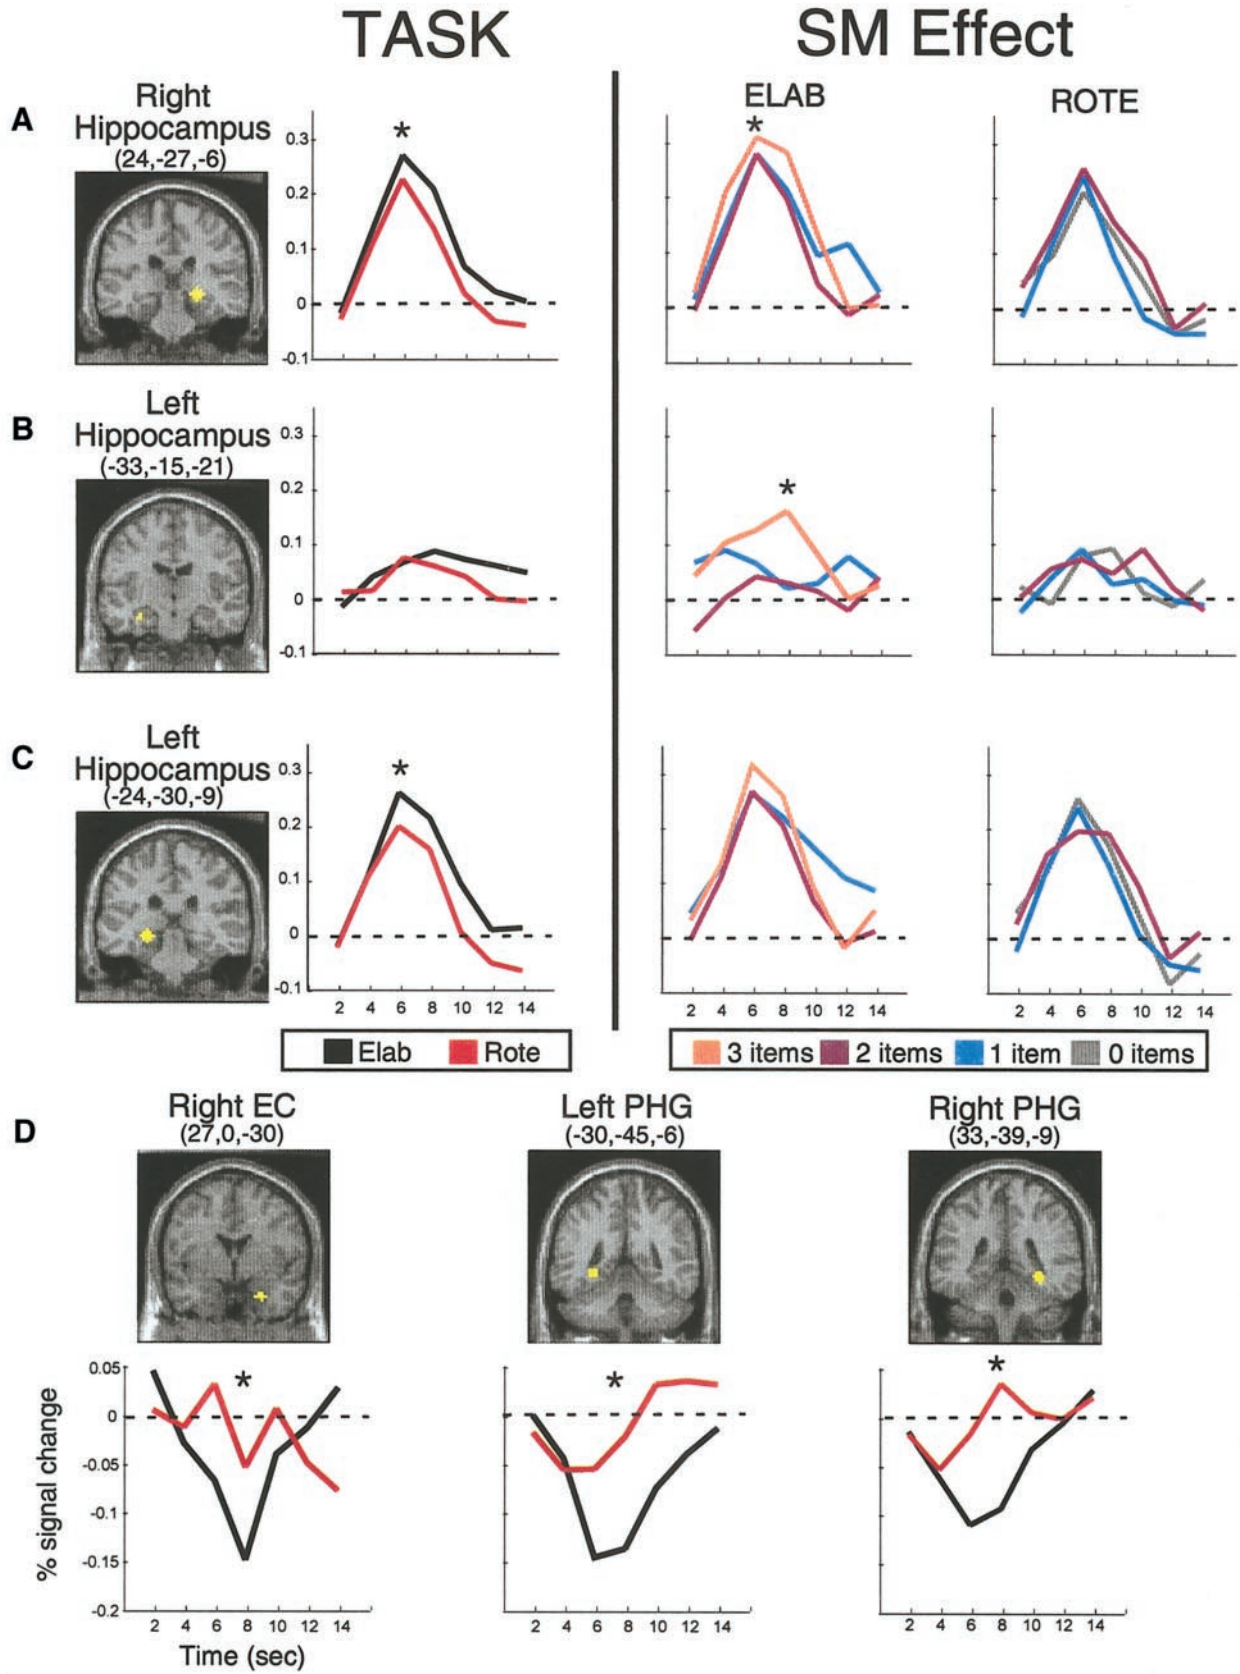 TASK
SM Effect
A
Right
Hippocampus
(24,-27,-6)
*
0.3
0.2
0.1
0
-0.1
ELAB
*
ROTE
B
Left
Hippocampus
(-33,-15,-21)
0.3
0.2
0.1
0
-0.1
*
C
Left
Hippocampus
(-24,-30,-9)
*
0.3
0.2
0.1
0
-0.1
2 4 6 8 10 12 14
2 4 6 8 10 12 14
2 4 6 8 10 12 14
Elab Rote
3 items 2 items 1 item 0 items
D
Right EC
(27,0,-30)
Left PHG
(-30,-45,-6)
Right PHG
(33,-39,-9)
% signal change
0.05
0
-0.05
-0.1
-0.15
-0.2
*
*
*
2 4 6 8 10 12 14
2 4 6 8 10 12 14
2 4 6 8 10 12 14
Time (sec)